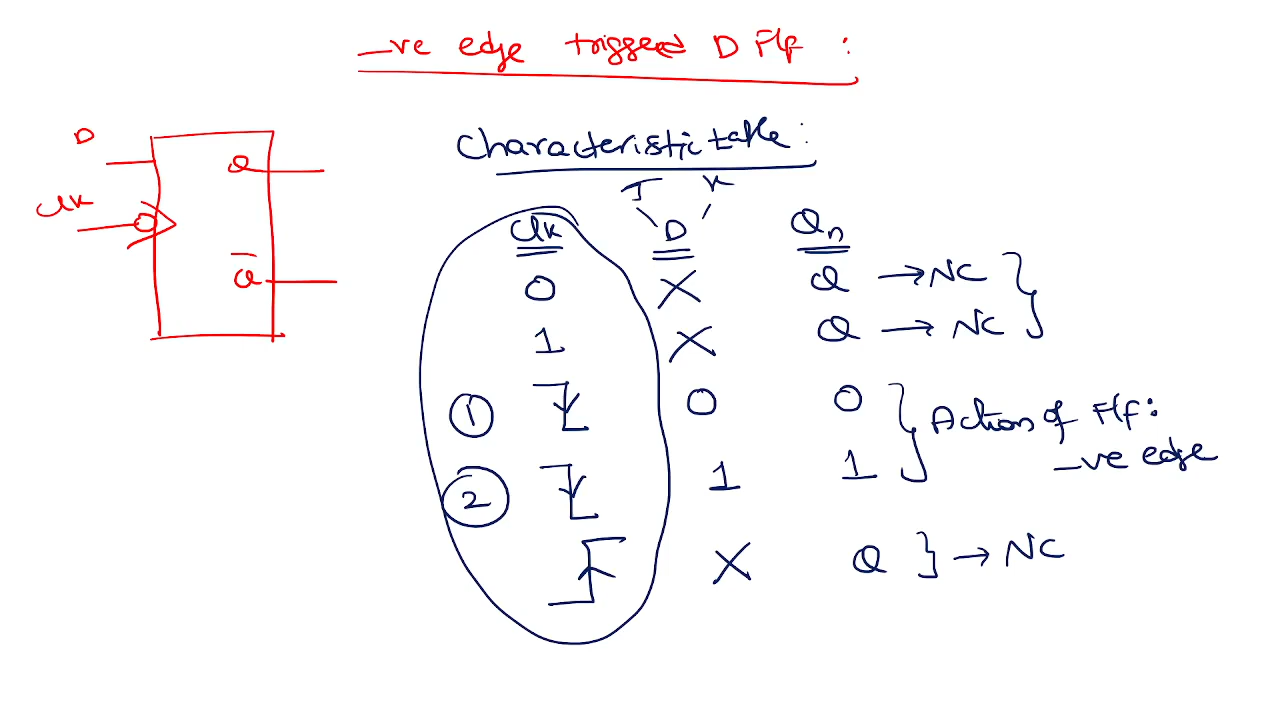 -ve edge triggered D F/f :
Characteristic table :
D
Clk
Q
Q̅
J K
Clk D Qn
0 X Q → NC
1 X Q → NC
① 0 0
② 1 1
Action of F/f :
-ve edge
X Q } → NC